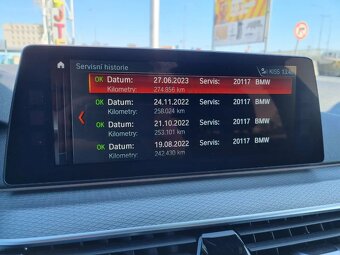 Servisní historie
KISS
OK Datum: 27.06.2023 Servis: 20117 BMW
Kilometry: 274.856 km
OK Datum: 24.11.2022 Servis: 20117 BMW
Kilometry: 258.024 km
OK Datum: 21.10.2022 Servis: 20117 BMW
Kilometry: 253.101 km
OK Datum: 19.08.2022 Servis: 20117 BMW
Kilometry: 242.430 km